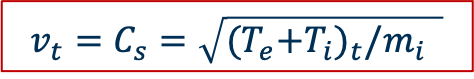 v_t = C_s = √(T_e+T_i)_t/m_i